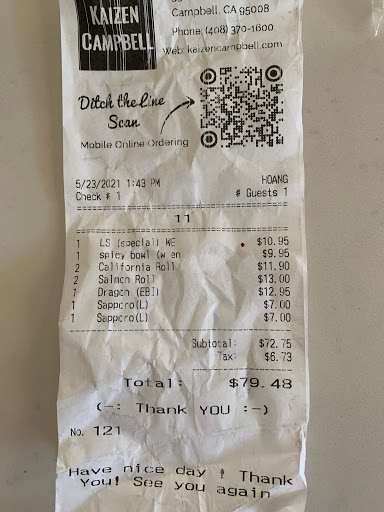 KAIZEN
CAMPBELL
Campbell, CA 95008
Phone: (408) 370-1600
Web: kaizencampbell.com
Ditch the Line
Scan
Mobile Online Ordering
5/23/2021 1:43 PM HOANG
Check # 1 # Guests 1
11
1 LS (special) WE $10.95
1 spicy bowl (w en $9.95
2 California Roll $11.90
2 Salmon Roll $13.00
1 Dragon (EBI) $12.95
1 Sapporo(L) $7.00
1 Sapporo(L) $7.00
Subtotal: $72.75
Tax: $6.73
Total: $79.48
(-: Thank YOU :-)
No. 121
Have nice day ! Thank
You! See you again